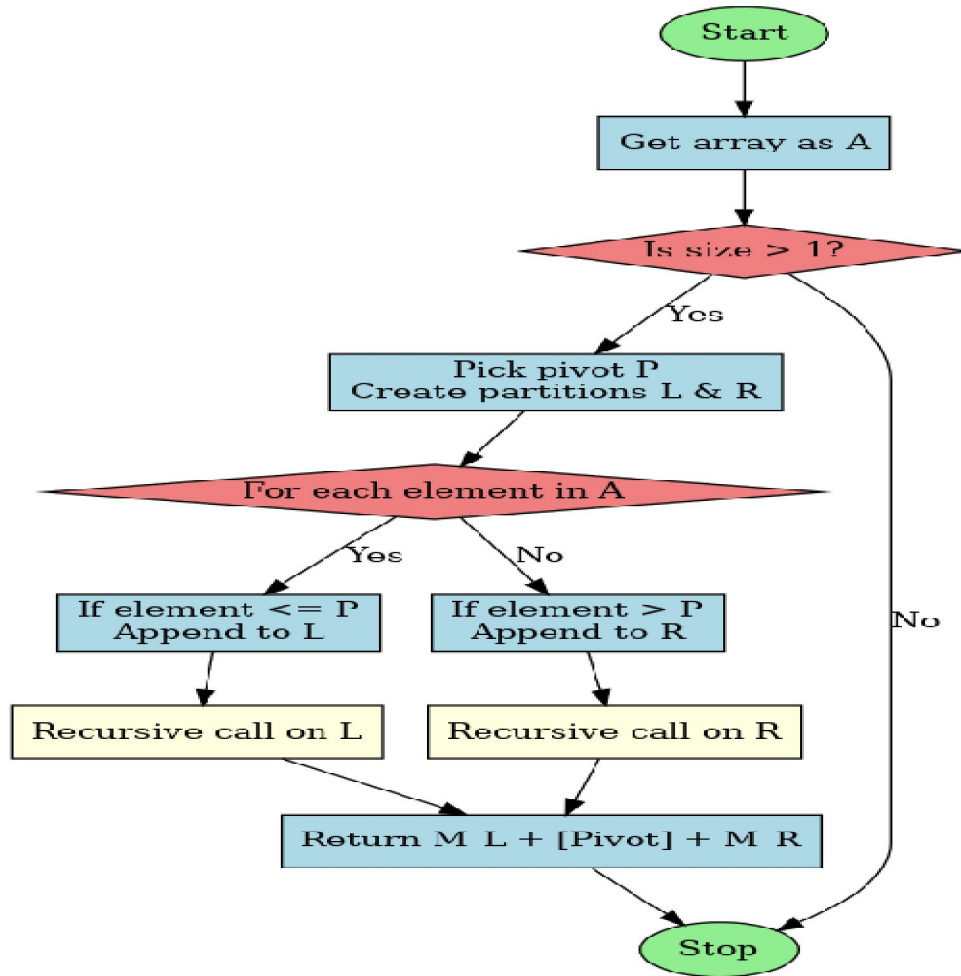 Start
Get array as A
Is size > 1?
Yes
Pick pivot P
Create partitions L & R
For each element in A
Yes
No
If element <= P
Append to L
If element > P
Append to R
No
Recursive call on L
Recursive call on R
Return M L + [Pivot] + M R
Stop